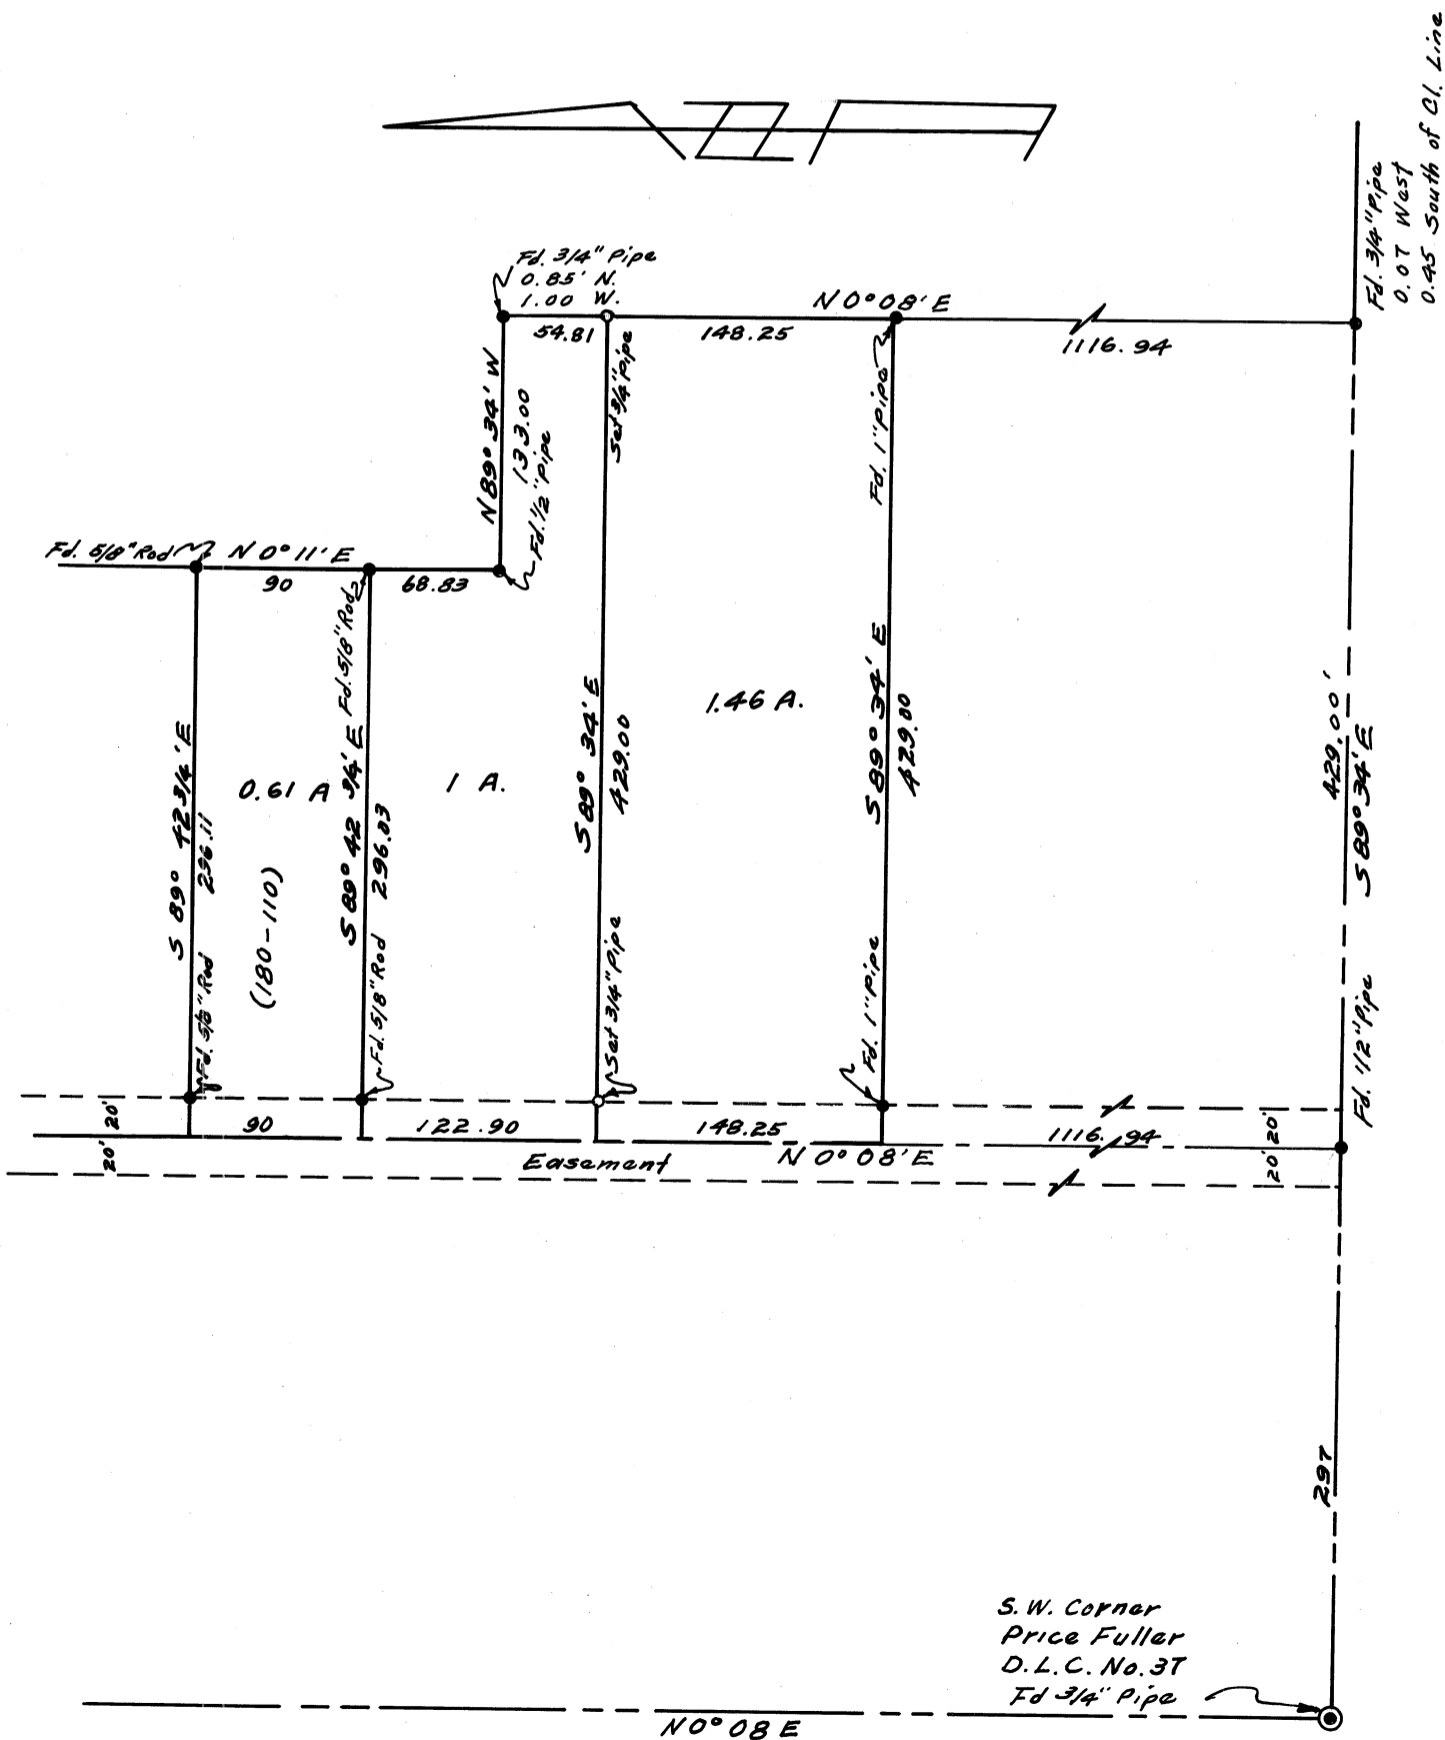 Fd. 3/4" Pipe
0.07 West
0.45 South of Cl. Line
Fd. 3/4" Pipe
0.85' N.
1.00 W.
N 0° 08' E
54.81
148.25
1116.94
N 89° 34' W
133.00
Fd. 1/2" Pipe
Set 3/4" Pipe
Fd. 1" Pipe
Fd. 5/8" Rod
N 0° 11' E
90
68.83
Fd. 5/8" Rod
S 89° 42 3/4' E
296.11
Fd. 5/8" Rod
0.61 A
(180-110)
S 89° 42 3/4' E
296.03
Fd. 5/8" Rod
1 A.
S 89° 34' E
429.00
Set 3/4" Pipe
1.46 A.
S 89° 34' E
429.00
Fd. 1" Pipe
429.00'
S 89° 34' E
Fd. 1/2" Pipe
20'
20'
90
122.90
148.25
1116.94
20'
20'
Easement
N 0° 08' E
297
S.W. Corner
Price Fuller
D.L.C. No. 37
Fd 3/4" Pipe
N 0° 08 E